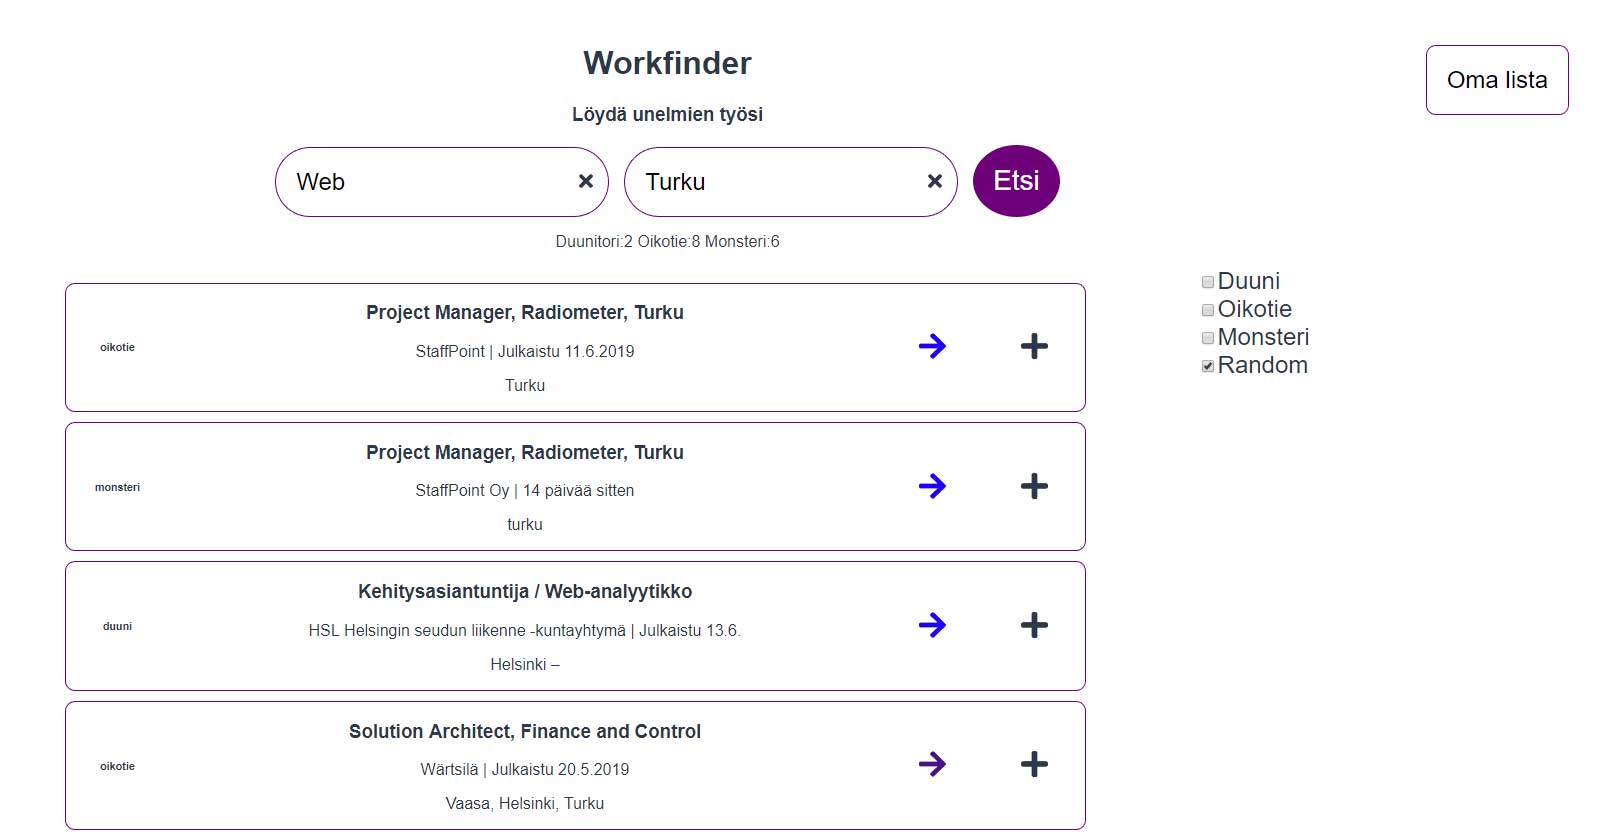 Workfinder
Oma lista
Löydä unelmien työsi
Web
Turku
Etsi
Duunitori:2 Oikotie:8 Monsteri:6
Duuni
Oikotie
Monsteri
Random
Project Manager, Radiometer, Turku
oikotie
StaffPoint | Julkaistu 11.6.2019
Turku
Project Manager, Radiometer, Turku
monsteri
StaffPoint Oy | 14 päivää sitten
turku
Kehitysasiantuntija / Web-analyytikko
duuni
HSL Helsingin seudun liikenne -kuntayhtymä | Julkaistu 13.6.
Helsinki –
Solution Architect, Finance and Control
oikotie
Wärtsilä | Julkaistu 20.5.2019
Vaasa, Helsinki, Turku